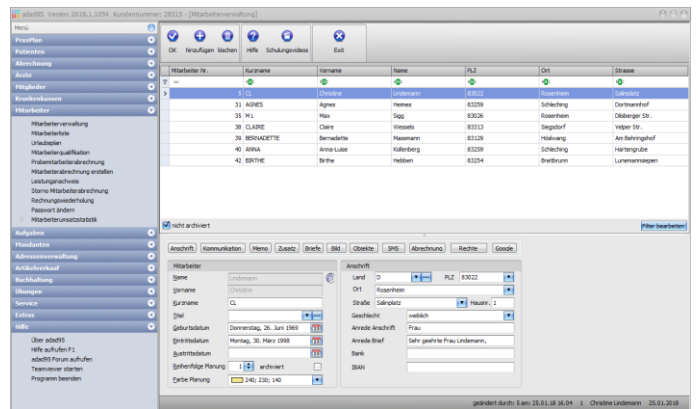 adad95 Version 2018.1.1054 Kundennummer: 28315 - [Mitarbeiterverwaltung]
Menü
PraxPlan
Patienten
Abrechnung
Ärzte
Mitglieder
Krankenkassen
Mitarbeiter
Mitarbeiterverwaltung
Mitarbeiterliste
Urlaubsplan
Mitarbeiterqualifikation
Probemitarbeiterabrechnung
Mitarbeiterabrechnung erstellen
Leistungsnachweis
Storno Mitarbeiterabrechnung
Rechnungswiederholung
Passwort ändern
Mitarbeiterumsatzstatistik
Aufgaben
Mandanten
Adressenverwaltung
Artikelverkauf
Buchhaltung
Übungen
Service
Extras
Hilfe
Über adad95
Hilfe aufrufen F1
adad95 Forum aufrufen
Teamviewer starten
Programm beenden
OK hinzufügen löschen Hilfe Schulungsvideos Exit
Mitarbeiter Nr. Kurzname Vorname Name PLZ Ort Strasse
5 CL Christine Lindemann 83022 Rosenheim Salinplatz
31 AGNES Agnes Heimes 83259 Schleching Dortmannhof
35 M L Max Sigg 83026 Rosenheim Dilsberger Str.
38 CLAIRE Claire Wessels 83313 Siegsdorf Velper Str.
39 BERNADETTE Bernadette Massmann 83129 Höslwang Am Behringshof
40 ANNA Anna-Luise Kollenberg 83259 Schleching Hartengrube
42 BIRTHE Birthe Hebben 83254 Breitbrunn Lunemannsiepen
nicht archiviert Filter bearbeiten
Anschrift Kommunikation Memo Zusatz Briefe Bild Objekte SMS Abrechnung Rechte Google
Mitarbeiter
Name Lindemann
Vorname Christine
Kurzname CL
Titel
Geburtsdatum Donnerstag, 26. Juni 1969
Eintrittsdatum Montag, 30. März 1998
Austrittsdatum
Reihenfolge Planung 1 archiviert
Farbe Planung 240; 230; 140
Anschrift
Land D PLZ 83022
Ort Rosenheim
Straße Salinplatz Hausnr. 1
Geschlecht weiblich
Anrede Anschrift Frau
Anrede Brief Sehr geehrte Frau Lindemann,
Bank
IBAN
geändert durch: 5 am: 25.01.18 16.04 1 Christine Lindemann 25.01.2018